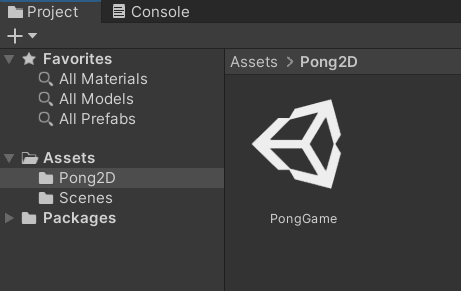 Project
Console
Favorites
All Materials
All Models
All Prefabs
Assets
Pong2D
Scenes
Packages
Assets > Pong2D
PongGame